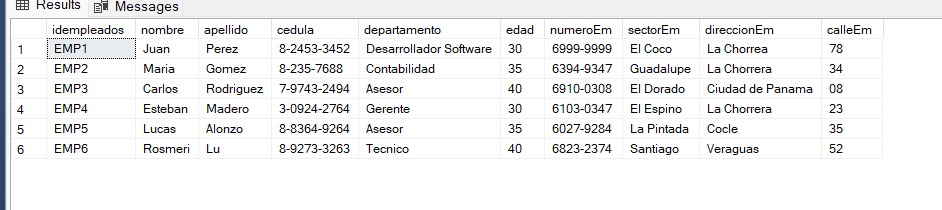 Results Messages
idempleados nombre apellido cedula departamento edad numeroEm sectorEm direccionEm calleEm
1 EMP1 Juan Perez 8-2453-3452 Desarrollador Software 30 6999-9999 El Coco La Chorrea 78
2 EMP2 Maria Gomez 8-235-7688 Contabilidad 35 6394-9347 Guadalupe La Chorrera 34
3 EMP3 Carlos Rodriguez 7-9743-2494 Asesor 40 6910-0308 El Dorado Ciudad de Panama 08
4 EMP4 Esteban Madero 3-0924-2764 Gerente 30 6103-0347 El Espino La Chorrera 23
5 EMP5 Lucas Alonzo 8-8364-9264 Asesor 35 6027-9284 La Pintada Cocle 35
6 EMP6 Rosmeri Lu 8-9273-3263 Tecnico 40 6823-2374 Santiago Veraguas 52